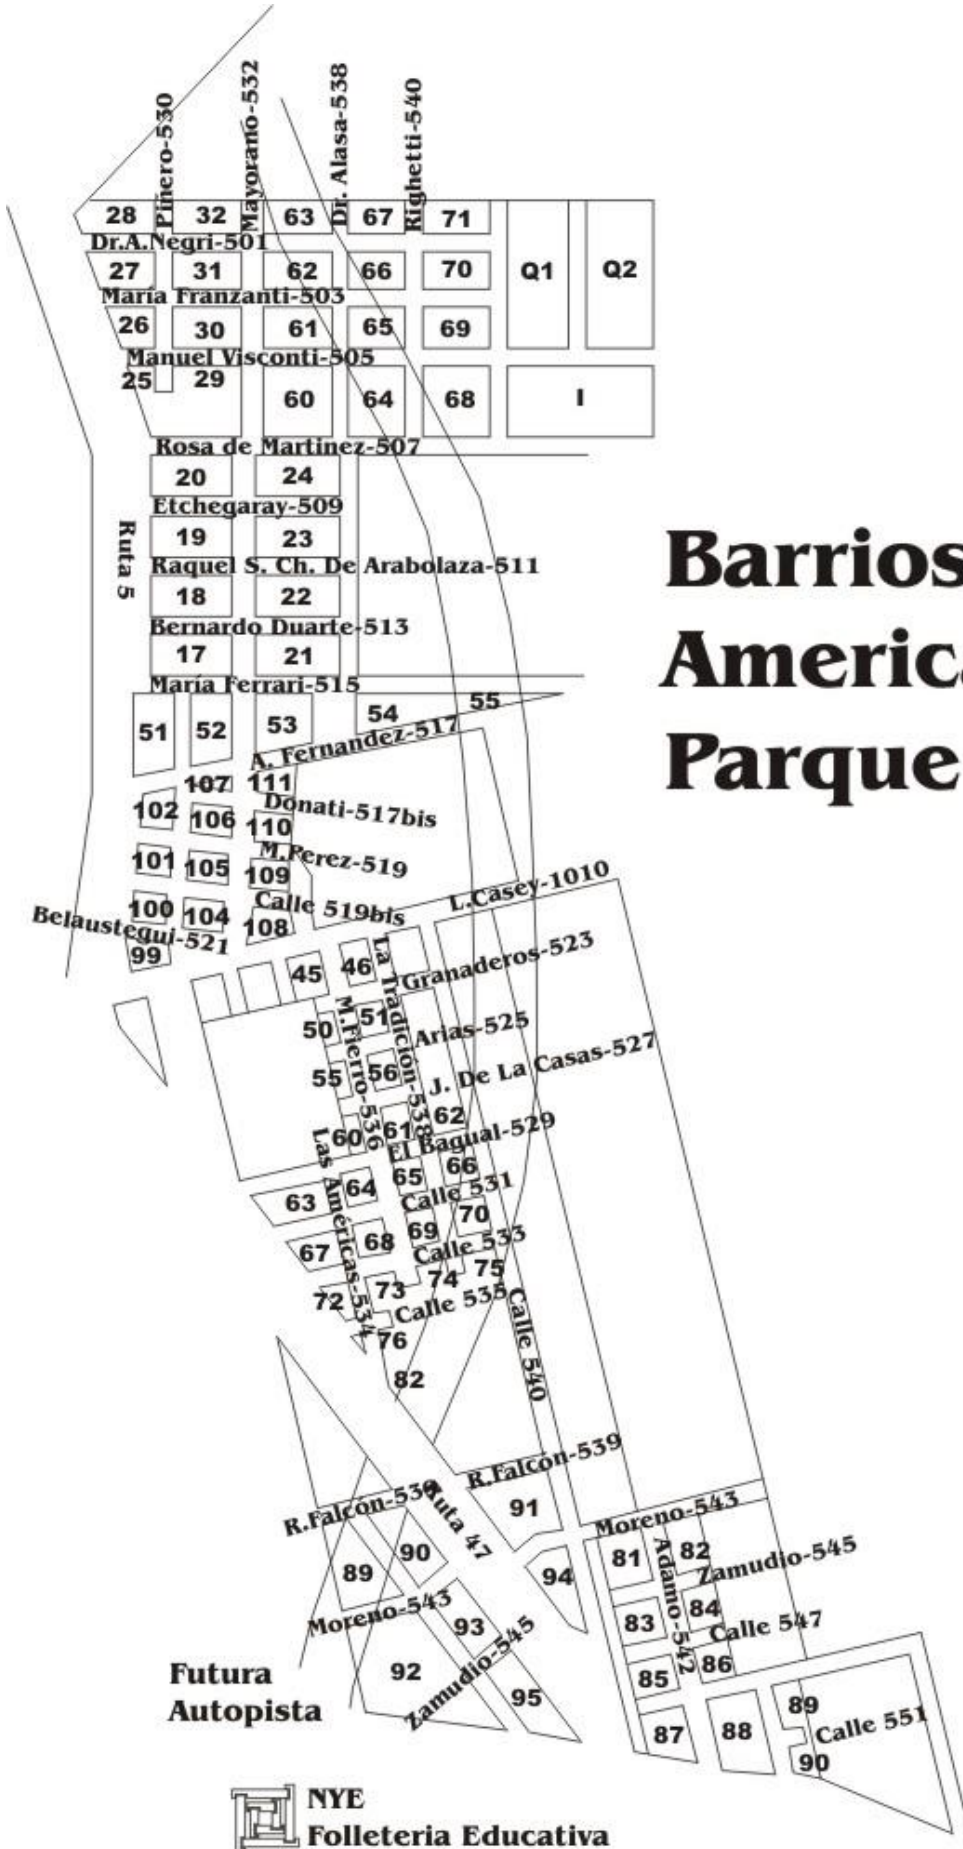 Piñero-530
Mayorano-532
Dr. Alasa-538
Righetti-540
28 32 63 67 71
Dr.A.Negri-501
27 31 62 66 70 Q1 Q2
María Franzanti-503
26 30 61 65 69
Manuel Visconti-505
25 29 60 64 68 I
Rosa de Martinez-507
20 24
Etchegaray-509
19 23
Ruta 5
Raquel S. Ch. De Arabolaza-511
18 22
Bernardo Duarte-513
17 21
María Ferrari-515
Barrios
America
Parque
51 52 53 54 55
A. Fernandez-517
107 111
102 106 110
Donati-517bis
101 105 109
M.Perez-519
100 104 108
Calle 519bis
L.Casey-1010
Belaustegui-521
99
45 46
La Tradición-538
Granaderos-523
50 51
M.Fierro-536
Arias-525
55 56
J. De La Casas-527
60 61 62
El Bagual-529
Las Américas-534
63 64 65 66
Calle 531
67 68 69 70
Calle 533
72 73 74 75
Calle 535
76
Calle 540
82
R.Falcón-539
R.Falcón-539
Ruta 47
91
Moreno-543
89 90 94 81 82
Adamo-542
Zamudio-545
Moreno-543
93 83 84
Calle 547
92 85 86
Zamudio-545
95 87 88 89
Calle 551
90
Futura
Autopista
NYE
Folleteria Educativa